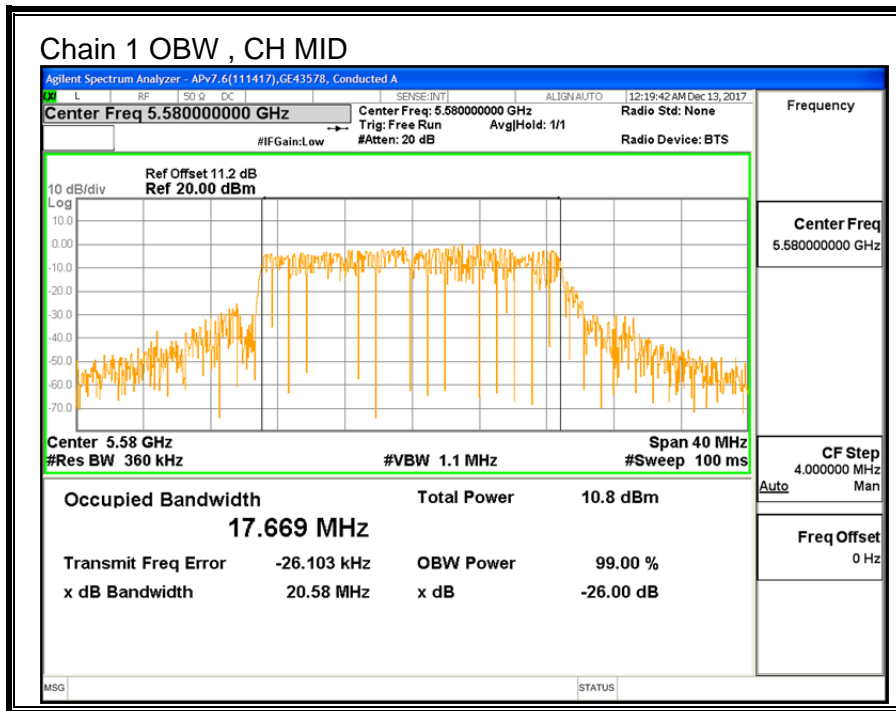 Chain 1 OBW , CH MID
Agilent Spectrum Analyzer - APv7.6(111417),GE43578, Conducted A
LXI L RF 50 Ω DC SENSE:INT ALIGN AUTO 12:19:42 AM Dec 13, 2017
Center Freq 5.580000000 GHz
Center Freq: 5.580000000 GHz
Radio Std: None
Trig: Free Run Avg|Hold: 1/1
#IFGain:Low
#Atten: 20 dB
Radio Device: BTS
Ref Offset 11.2 dB
10 dB/div Ref 20.00 dBm
Log
10.0
0.00
-10.0
-20.0
-30.0
-40.0
-50.0
-60.0
-70.0
Center 5.58 GHz Span 40 MHz
#Res BW 360 kHz #VBW 1.1 MHz #Sweep 100 ms
Occupied Bandwidth Total Power 10.8 dBm
17.669 MHz
Transmit Freq Error -26.103 kHz OBW Power 99.00 %
x dB Bandwidth 20.58 MHz x dB -26.00 dB
Frequency
Center Freq
5.580000000 GHz
CF Step
4.000000 MHz
Auto Man
Freq Offset
0 Hz
MSG STATUS